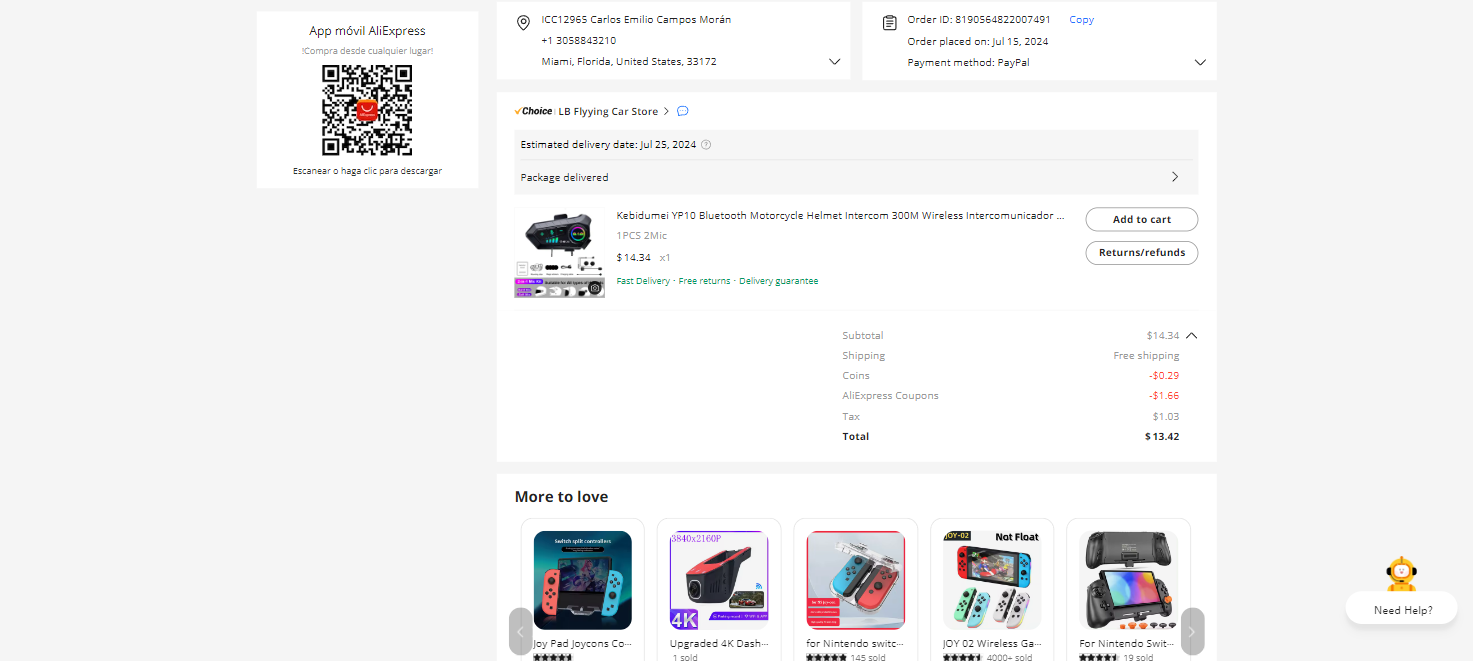 App móvil AliExpress
!Compra desde cualquier lugar!
Escanear o haga clic para descargar
ICC12965 Carlos Emilio Campos Morán
+1 3058843210
Miami, Florida, United States, 33172
Order ID: 8190564822007491 Copy
Order placed on: Jul 15, 2024
Payment method: PayPal
Choice LB Flyying Car Store
Estimated delivery date: Jul 25, 2024
Package delivered
Kebidumei YP10 Bluetooth Motorcycle Helmet Intercom 300M Wireless Intercomunicador ...
1PCS 2Mic
$14.34 x1
Fast Delivery · Free returns · Delivery guarantee
Add to cart
Returns/refunds
Subtotal $14.34
Shipping Free shipping
Coins -$0.29
AliExpress Coupons -$1.66
Tax $1.03
Total $13.42
More to love
Switch split controllers
Joy Pad Joycons Co...
3840x2160P
4K
Upgraded 4K Dash...
1 sold
for Nintendo switc...
145 sold
JOY-02
Not Float
JOY 02 Wireless Ga...
4000+ sold
For Nintendo Swit...
19 sold
Need Help?